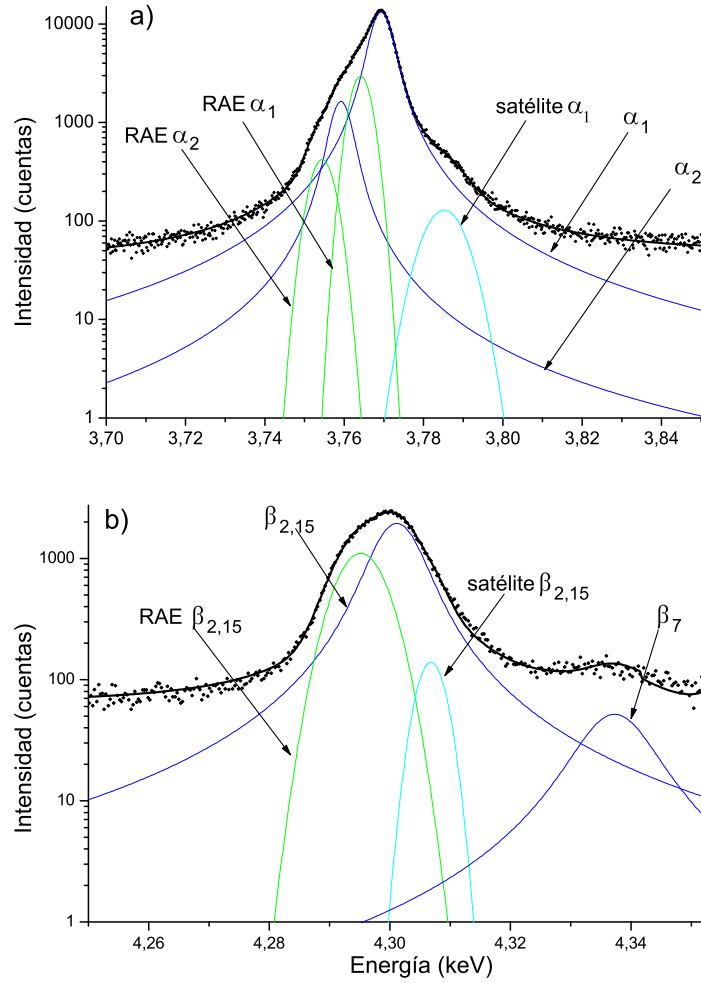 a)
10000
1000
100
10
1
Intensidad (cuentas)
RAE α1
RAE α2
satélite α1
α1
α2
3,70 3,72 3,74 3,76 3,78 3,80 3,82 3,84
b)
1000
100
10
1
Intensidad (cuentas)
β2,15
RAE β2,15
satélite β2,15
β7
4,26 4,28 4,30 4,32 4,34
Energía (keV)